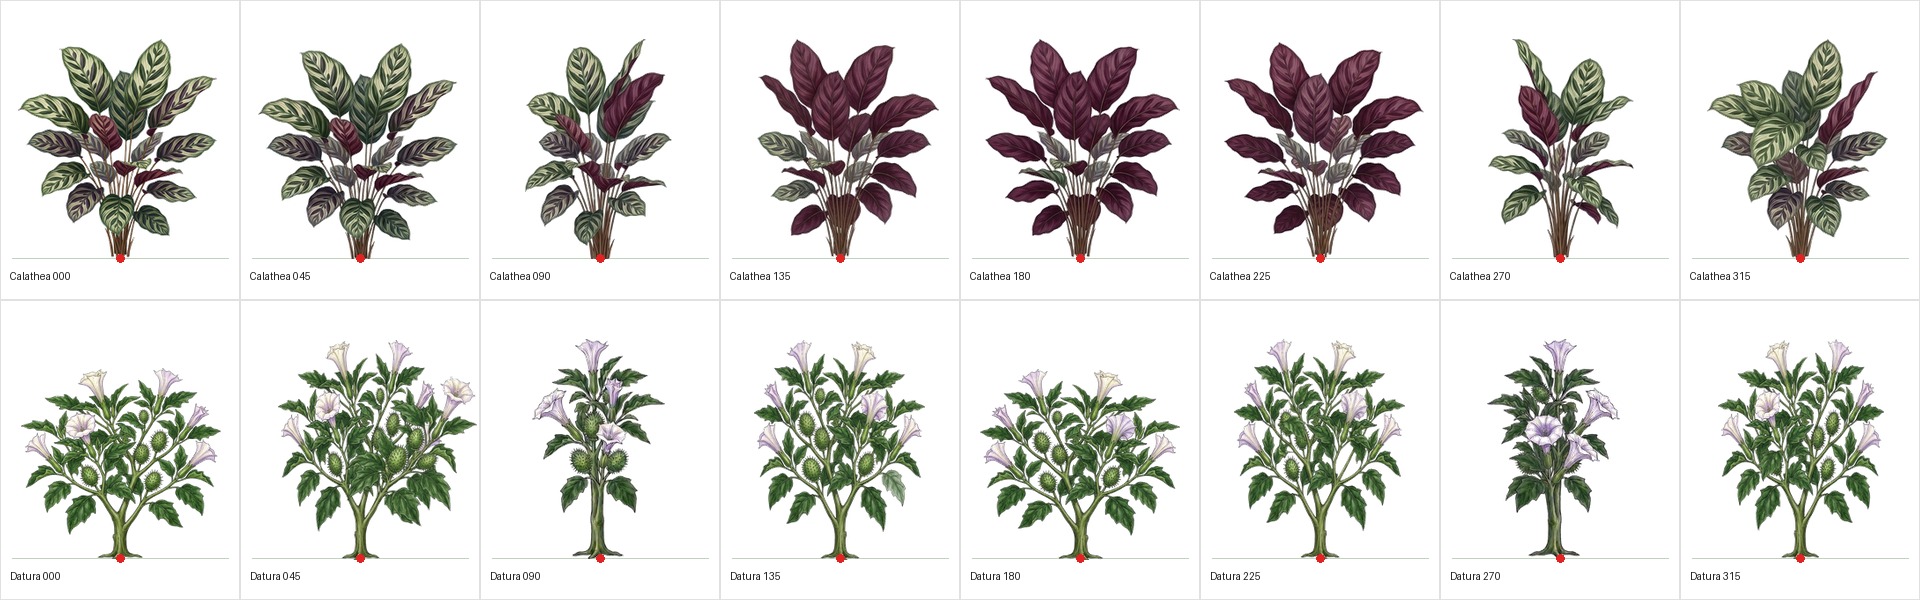 Calathea 000
Calathea 045
Calathea 090
Calathea 135
Calathea 180
Calathea 225
Calathea 270
Calathea 315
Datura 000
Datura 045
Datura 090
Datura 135
Datura 180
Datura 225
Datura 270
Datura 315